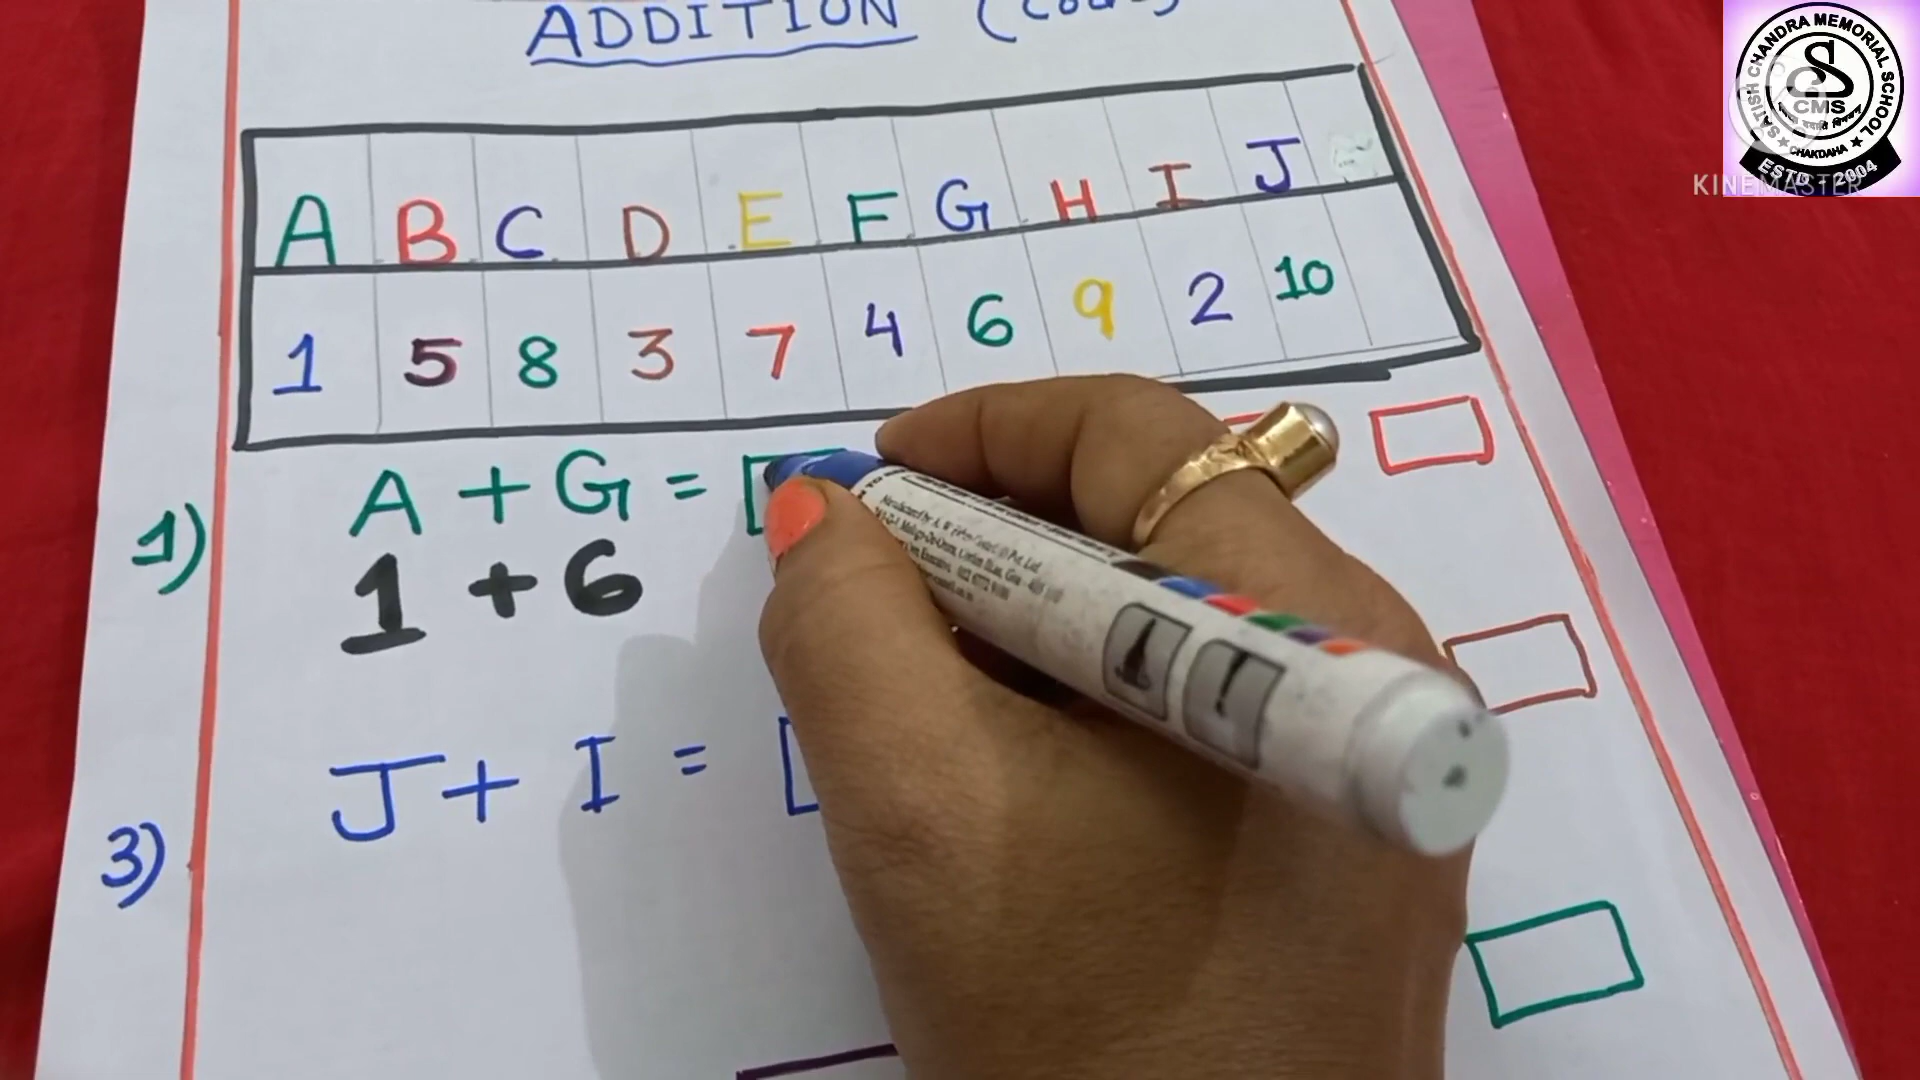 ADDITION
SATISH CHANDRA MEMORIAL SCHOOL
S
CMS
CHAKDAHA
ESTD - 2004
KINEMASTER
A B C D E F G H I J
1 5 8 3 7 4 6 9 2 10
1) A + G =
1 + 6
3) J + I =